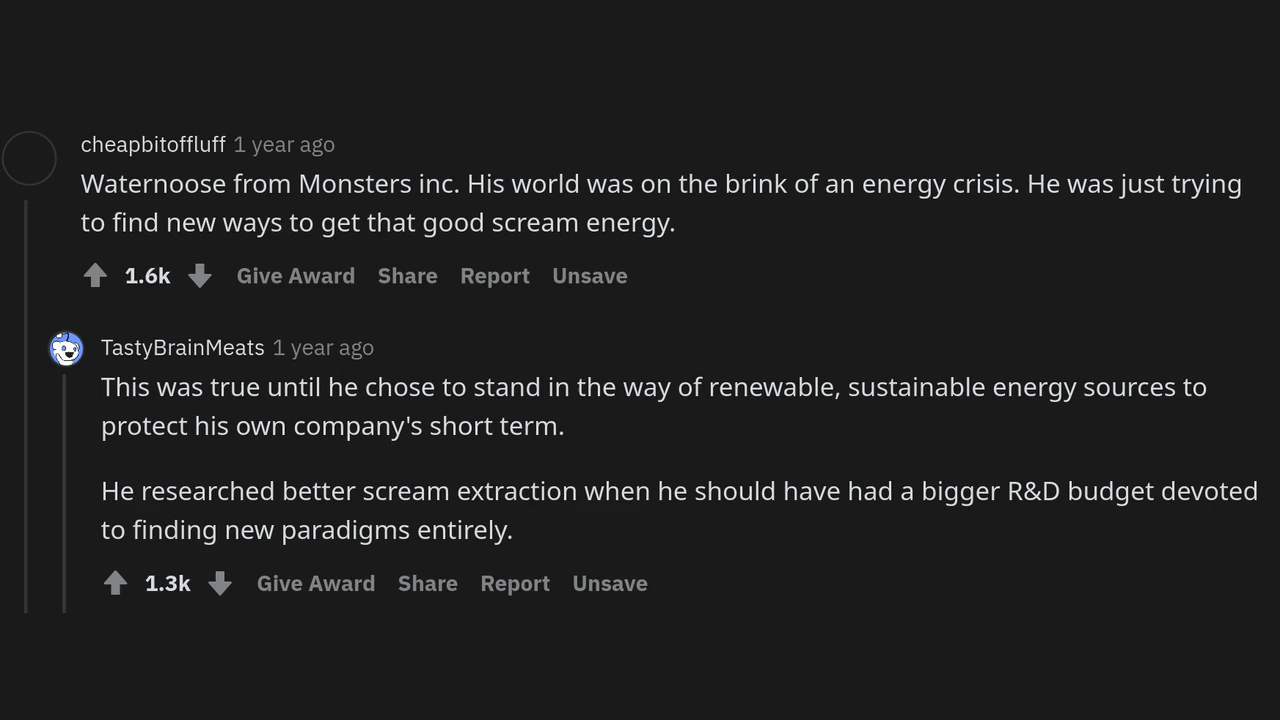 cheapbitoffluff 1 year ago
Waternoose from Monsters inc. His world was on the brink of an energy crisis. He was just trying
to find new ways to get that good scream energy.
1.6k Give Award Share Report Unsave
TastyBrainMeats 1 year ago
This was true until he chose to stand in the way of renewable, sustainable energy sources to
protect his own company's short term.
He researched better scream extraction when he should have had a bigger R&D budget devoted
to finding new paradigms entirely.
1.3k Give Award Share Report Unsave